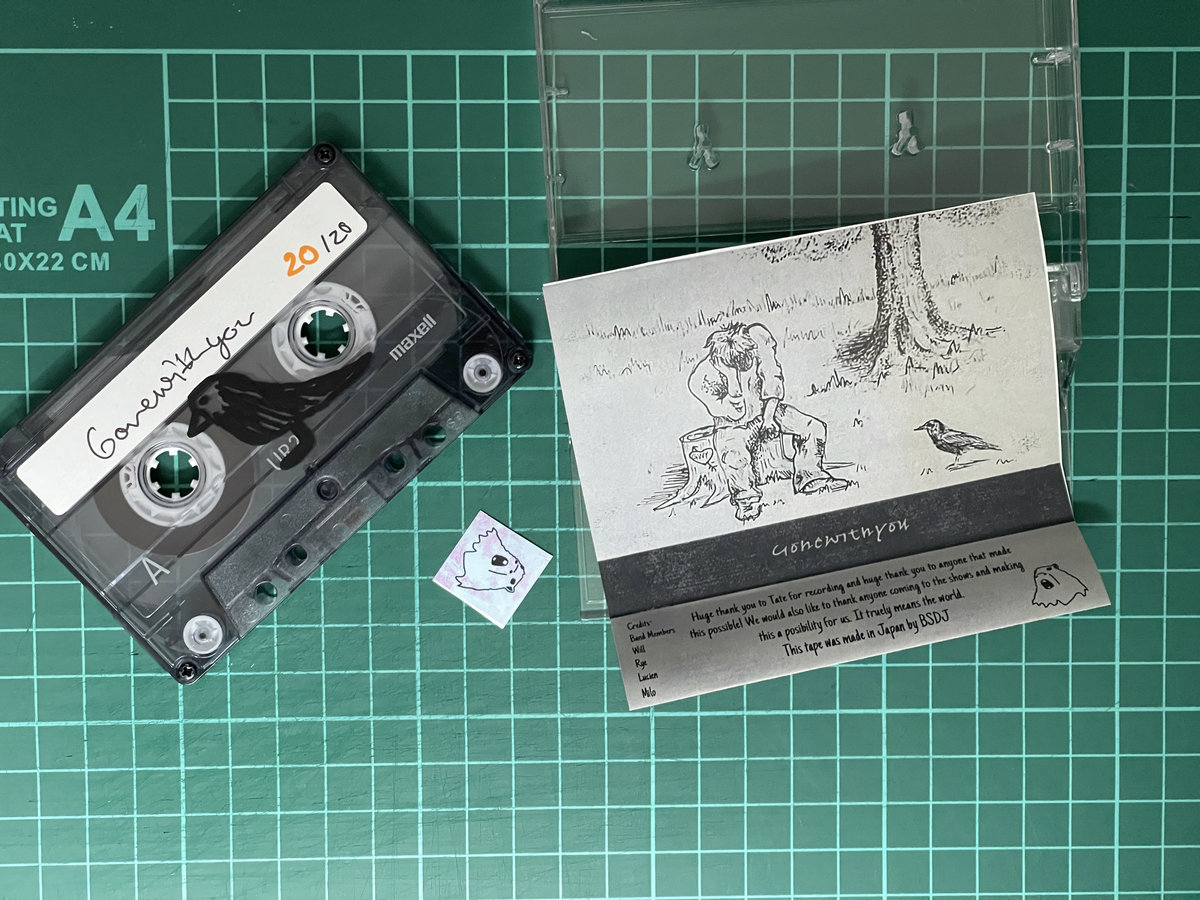 TING
AT
A4
0X22 CM
Gonewithyou
20/20
maxell
UR
A
Gonewithyou
Credits:
Band Members
Will
Rye
Lucien
Milo
Huge thank you to Tate for recording and huge thank you to anyone that made
this possible! We would also like to thank anyone coming to the shows and making
this a posibility for us. It truely means the world.
This tape was made in Japan by BSDJ